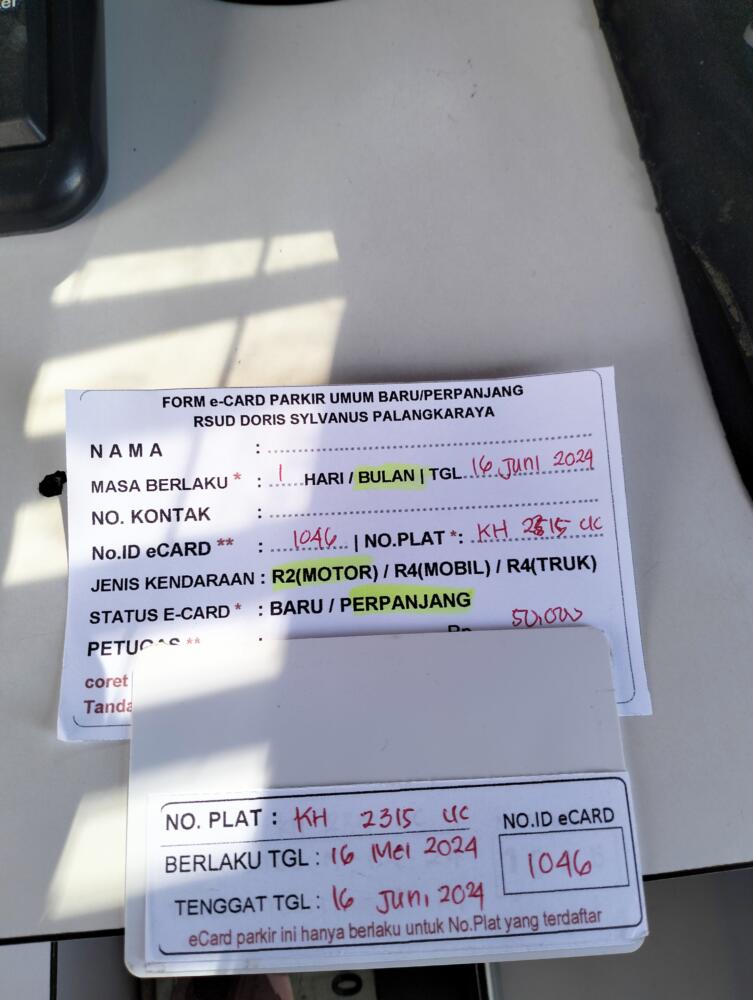 FORM e-CARD PARKIR UMUM BARU/PERPANJANG
RSUD DORIS SYLVANUS PALANGKARAYA
NAMA :
MASA BERLAKU * : 1 HARI / BULAN | TGL 16 Juni 2024
NO. KONTAK :
No.ID eCARD ** : 1046 | NO.PLAT *: KH 2315 UC
JENIS KENDARAAN : R2(MOTOR) / R4(MOBIL) / R4(TRUK)
STATUS E-CARD * : BARU / PERPANJANG
PETUGAS ** : Rp 50,000
coret
Tanda
NO. PLAT : KH 2315 UC
NO.ID eCARD
BERLAKU TGL : 16 Mei 2024
1046
TENGGAT TGL : 16 Juni 2024
eCard parkir ini hanya berlaku untuk No.Plat yang terdaftar